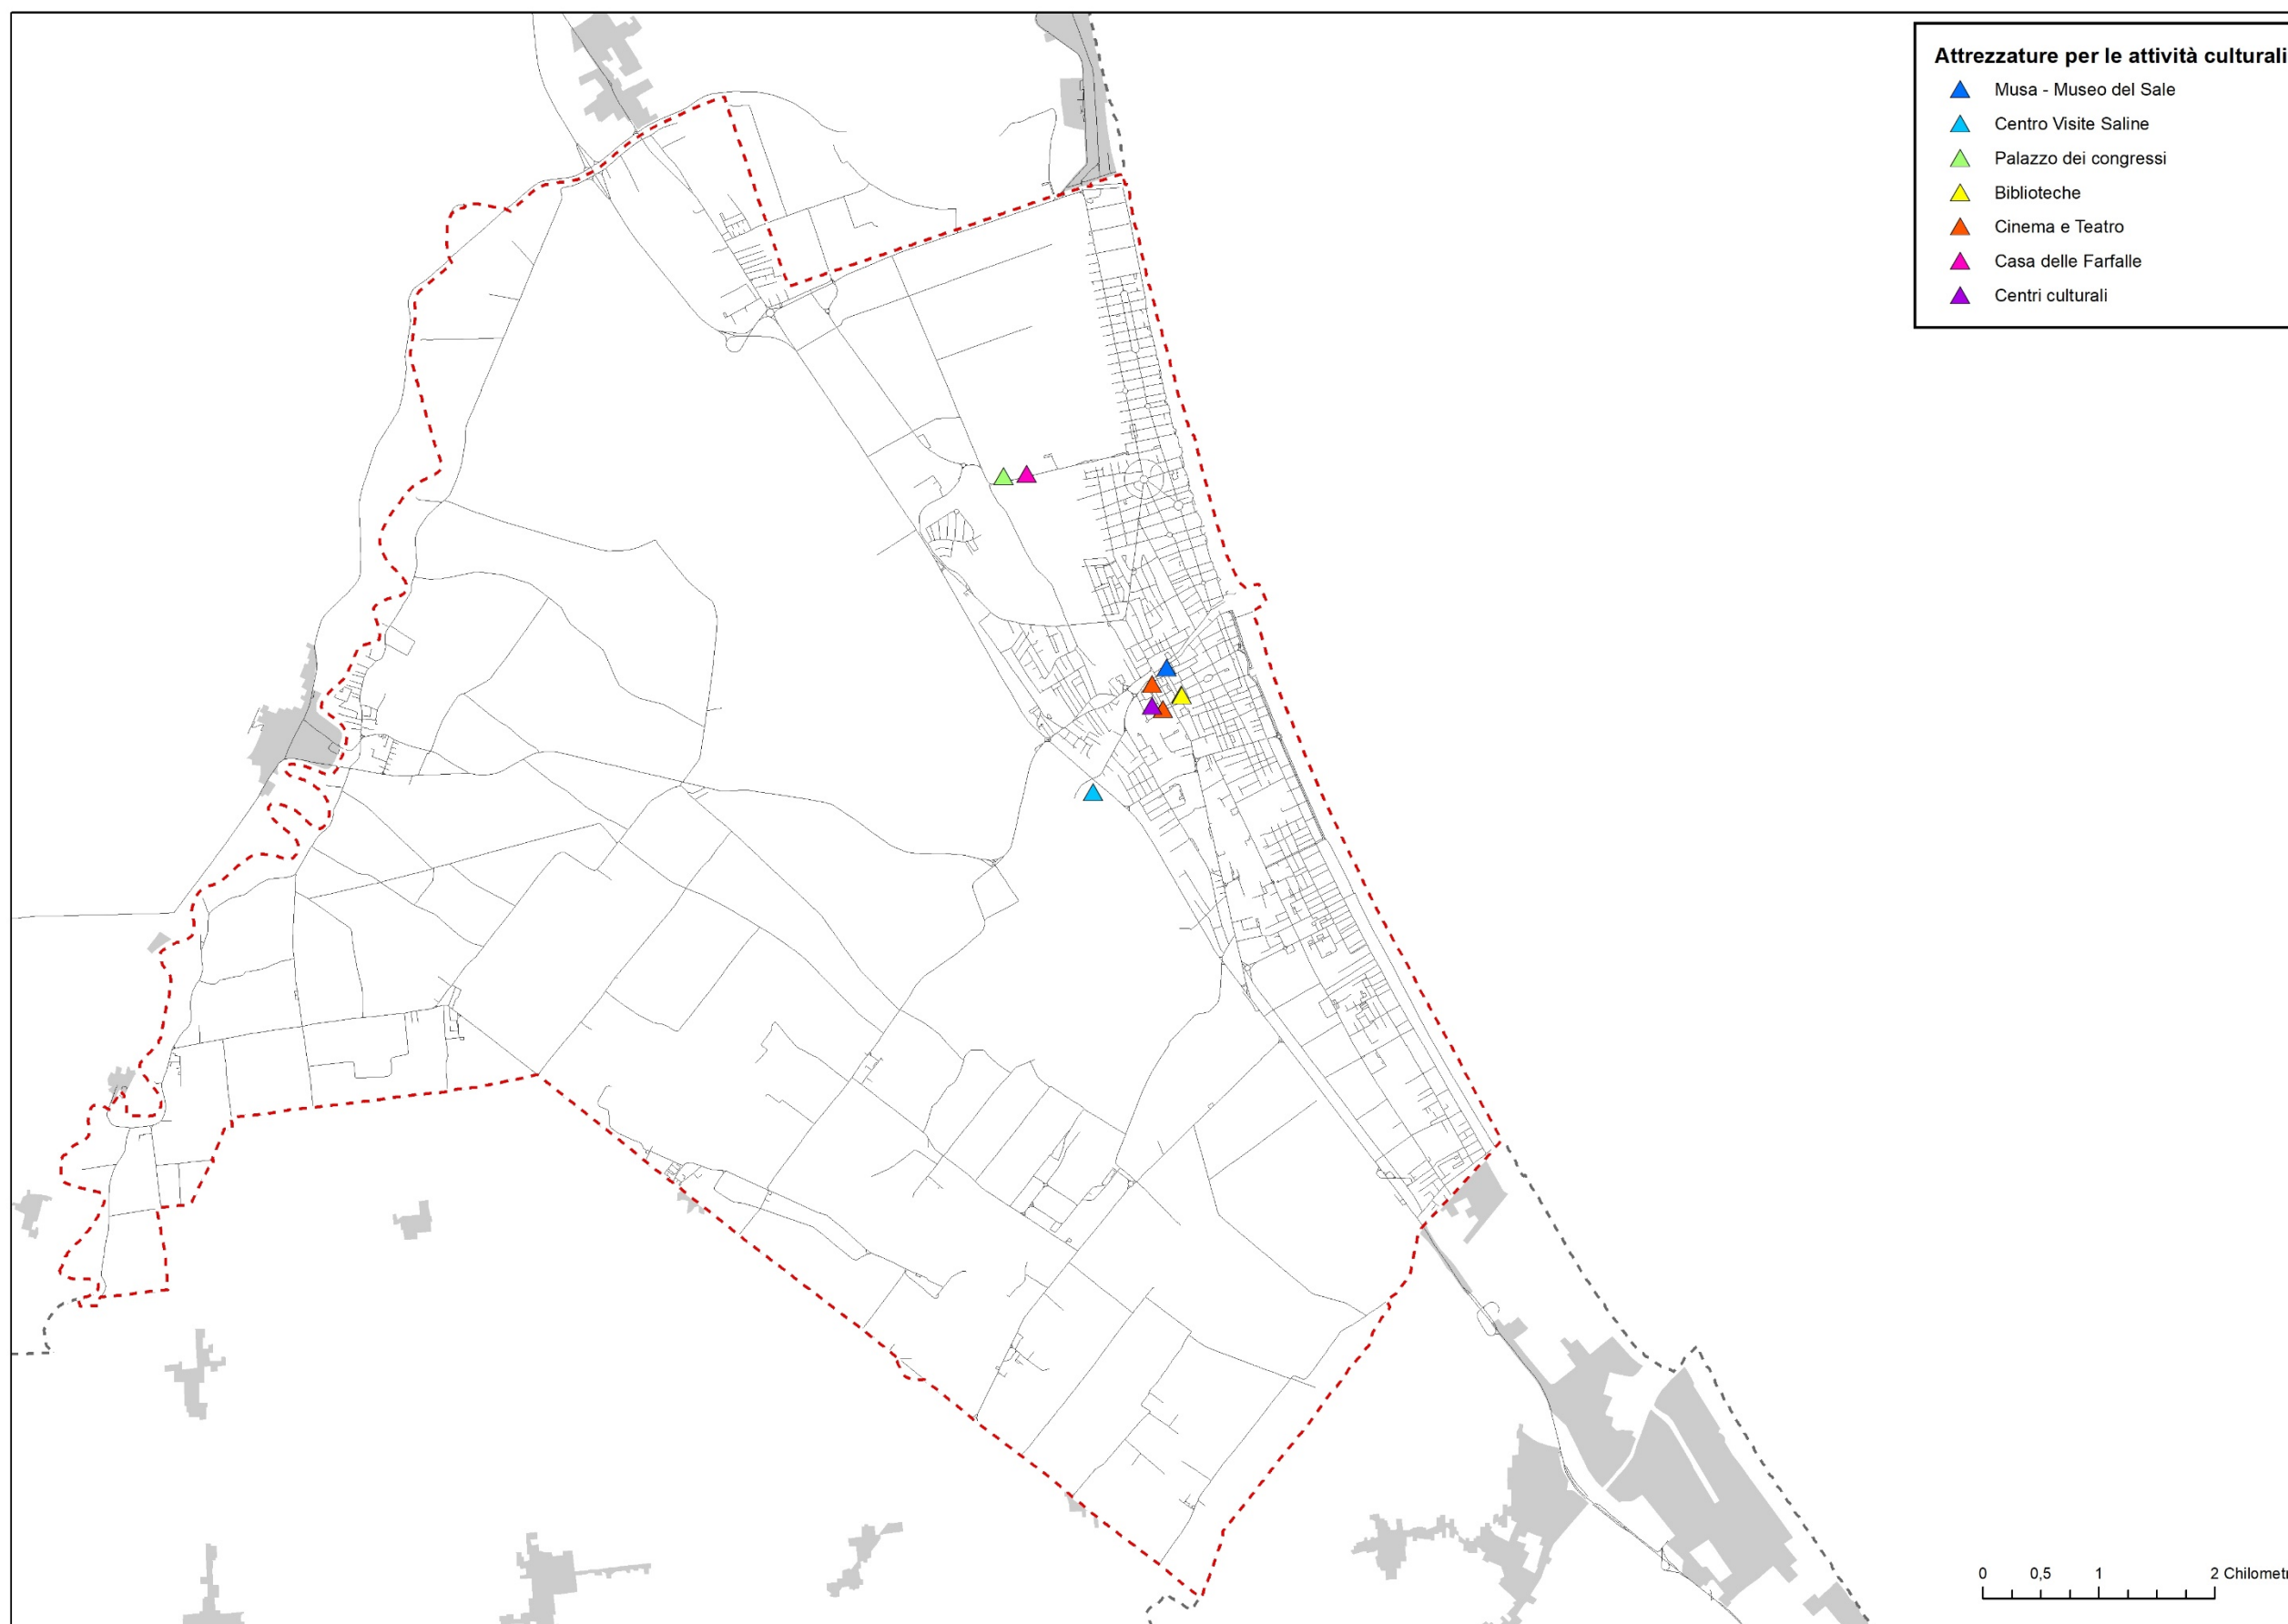 Attrezzature per le attività culturali
Musa - Museo del Sale
Centro Visite Saline
Palazzo dei congressi
Biblioteche
Cinema e Teatro
Casa delle Farfalle
Centri culturali
0 0,5 1 2 Chilometr